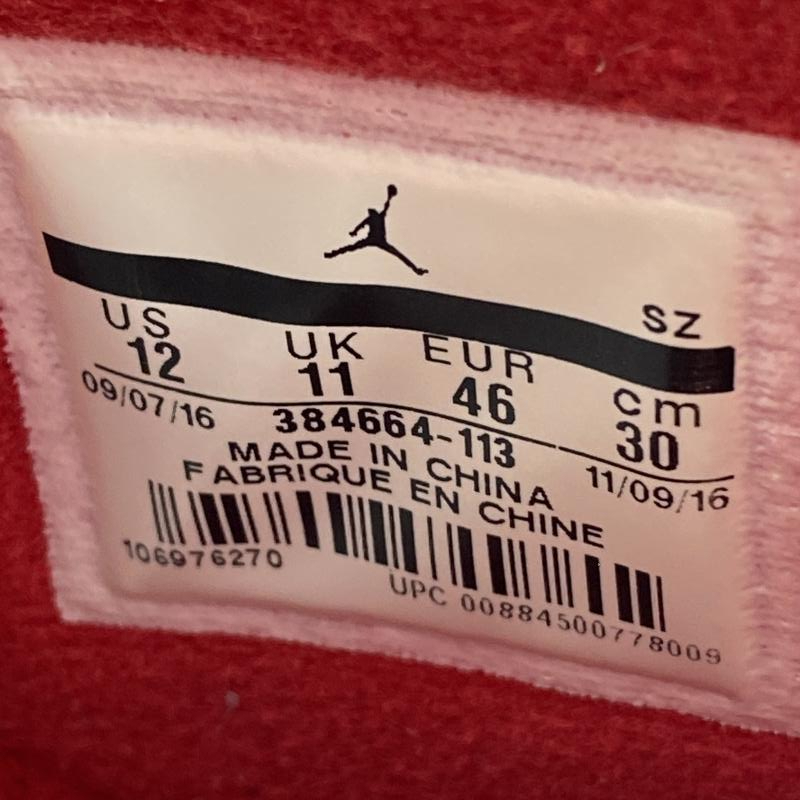 SZ
US UK EUR cm
12 11 46 30
09/07/16 384664-113 11/09/16
MADE IN CHINA
FABRIQUE EN CHINE
106976270
UPC 00884500778009